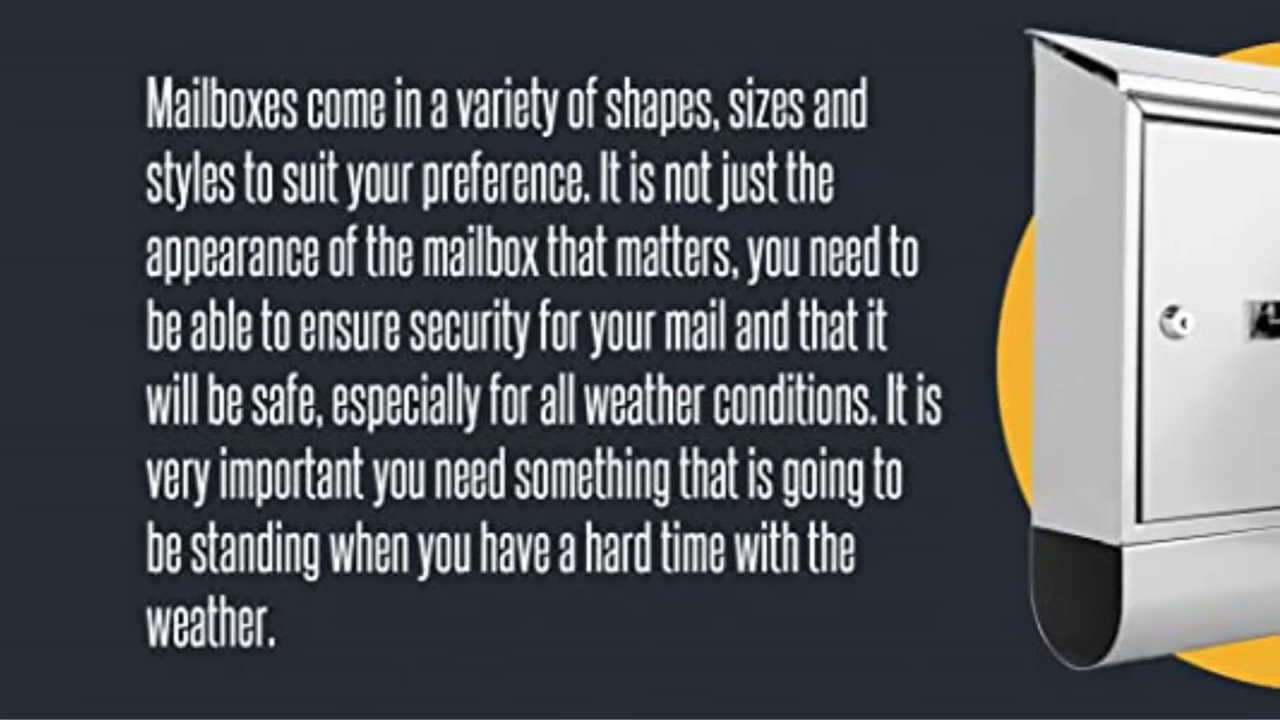 Mailboxes come in a variety of shapes, sizes and
styles to suit your preference. It is not just the
appearance of the mailbox that matters, you need to
be able to ensure security for your mail and that it
will be safe, especially for all weather conditions. It is
very important you need something that is going to
be standing when you have a hard time with the
weather.